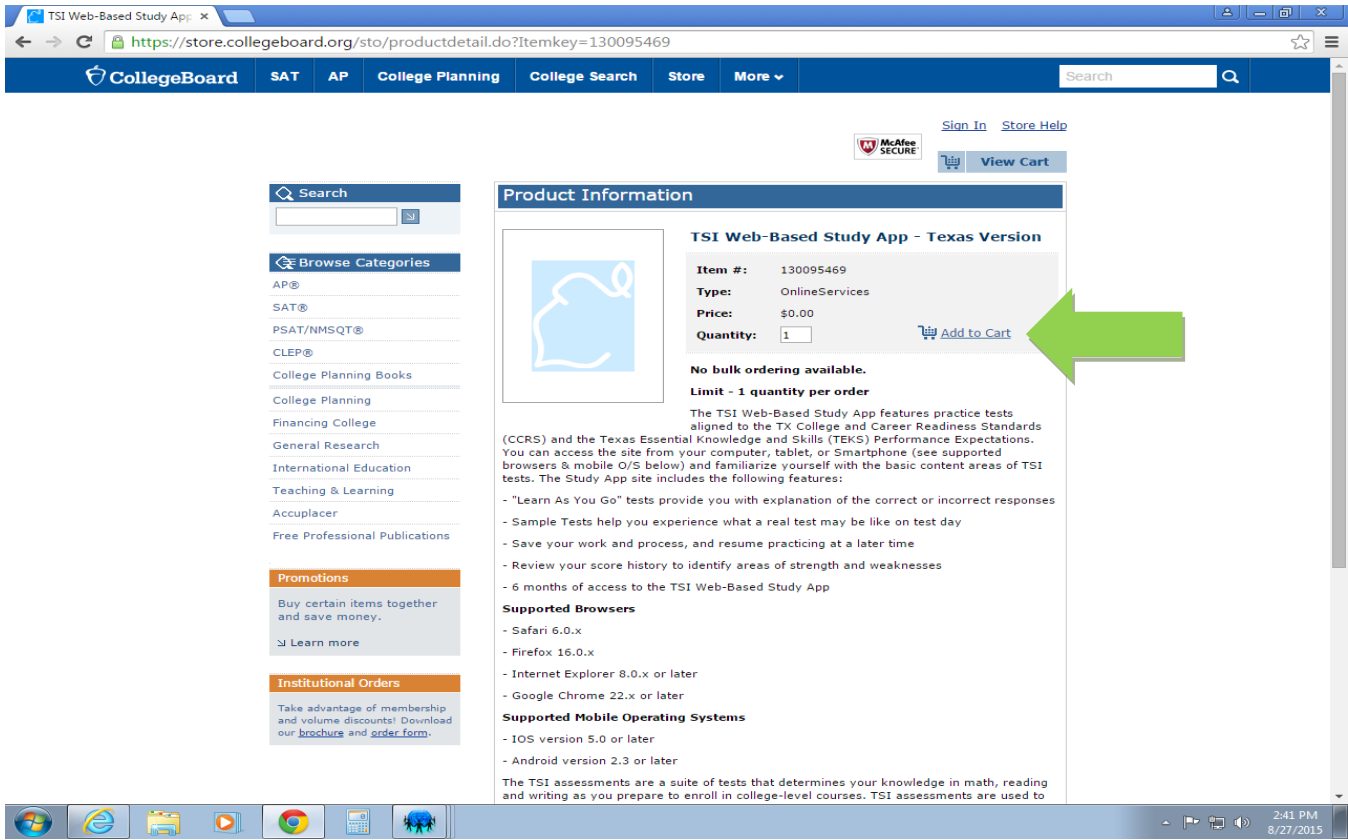 TSI Web-Based Study App
https://store.collegeboard.org/sto/productdetail.do?Itemkey=130095469
CollegeBoard SAT AP College Planning College Search Store More Search
Sign In Store Help
McAfee SECURE
View Cart
Search
Browse Categories
AP®
SAT®
PSAT/NMSQT®
CLEP®
College Planning Books
College Planning
Financing College
General Research
International Education
Teaching & Learning
Accuplacer
Free Professional Publications
Promotions
Buy certain items together
and save money.
Learn more
Institutional Orders
Take advantage of membership
and volume discounts! Download
our brochure and order form.
Product Information
TSI Web-Based Study App - Texas Version
Item #: 130095469
Type: OnlineServices
Price: $0.00
Quantity: 1 Add to Cart
No bulk ordering available.
Limit - 1 quantity per order
The TSI Web-Based Study App features practice tests
aligned to the TX College and Career Readiness Standards
(CCRS) and the Texas Essential Knowledge and Skills (TEKS) Performance Expectations.
You can access the site from your computer, tablet, or Smartphone (see supported
browsers & mobile O/S below) and familiarize yourself with the basic content areas of TSI
tests. The Study App site includes the following features:
- "Learn As You Go" tests provide you with explanation of the correct or incorrect responses
- Sample Tests help you experience what a real test may be like on test day
- Save your work and process, and resume practicing at a later time
- Review your score history to identify areas of strength and weaknesses
- 6 months of access to the TSI Web-Based Study App
Supported Browsers
- Safari 6.0.x
- Firefox 16.0.x
- Internet Explorer 8.0.x or later
- Google Chrome 22.x or later
Supported Mobile Operating Systems
- IOS version 5.0 or later
- Android version 2.3 or later
The TSI assessments are a suite of tests that determines your knowledge in math, reading
and writing as you prepare to enroll in college-level courses. TSI assessments are used to
2:41 PM
8/27/2015